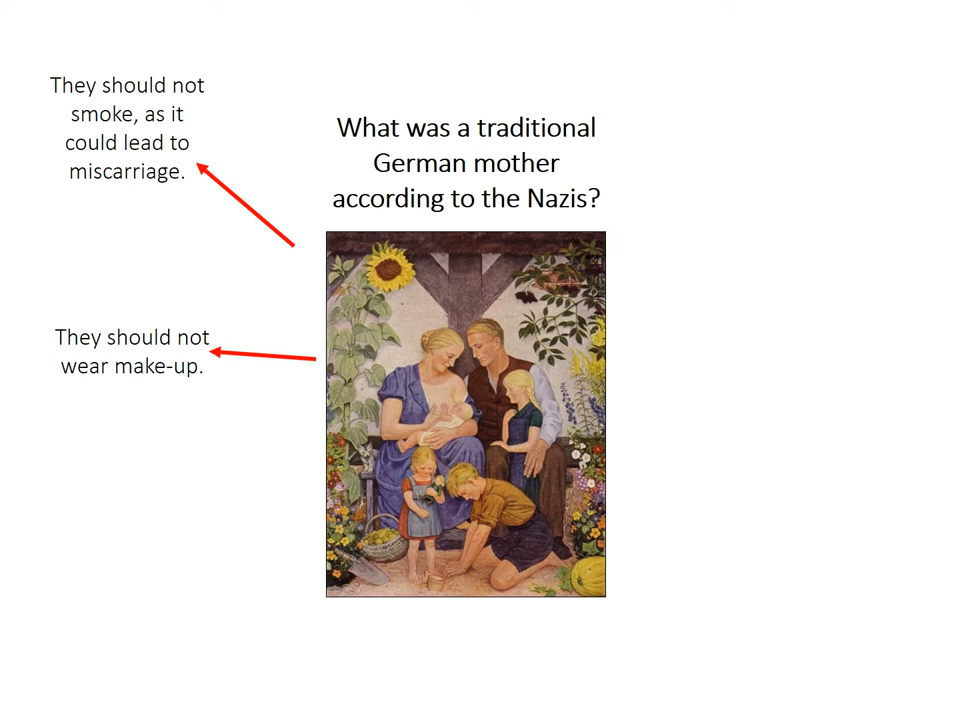 They should not
smoke, as it
could lead to
miscarriage.
What was a traditional
German mother
according to the Nazis?
They should not
wear make-up.